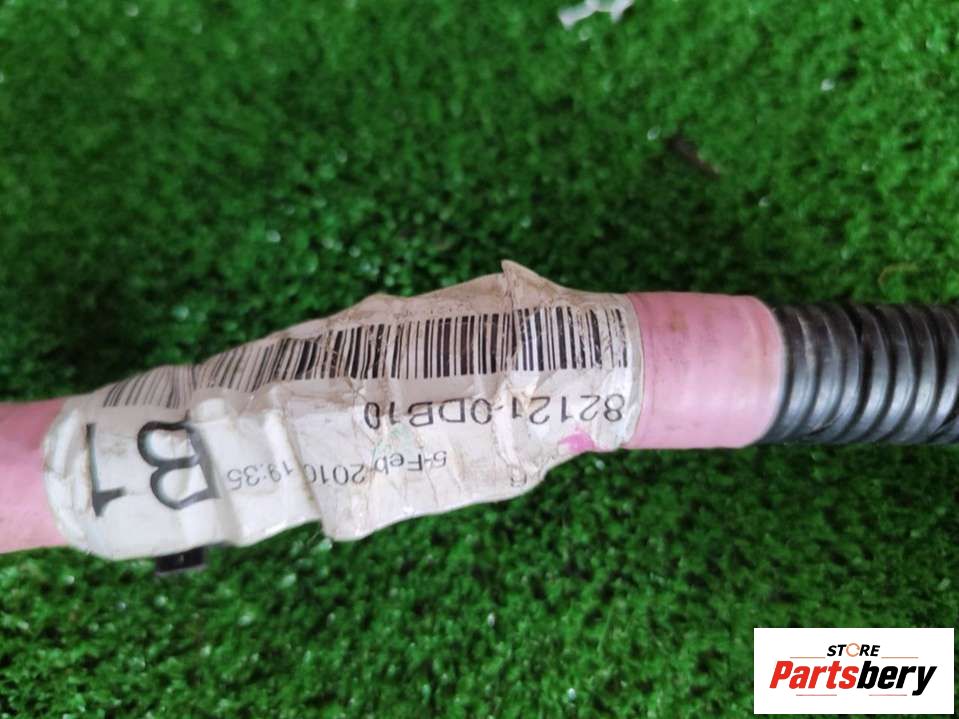 82121-0DB10
5-Feb-2010 19:35
B1
STORE
Partsbery